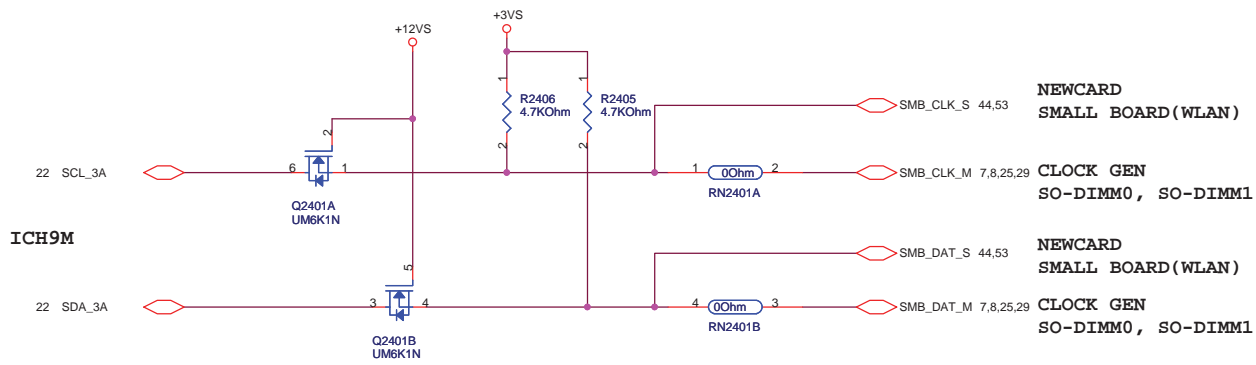 +12VS
+3VS
1
1
R2406
4.7KOhm
R2405
4.7KOhm
2
2
SMB_CLK_S 44,53
NEWCARD
SMALL BOARD(WLAN)
2
22 SCL_3A
6
1
Q2401A
UM6K1N
1
0Ohm
2
RN2401A
SMB_CLK_M 7,8,25,29
CLOCK GEN
SO-DIMM0, SO-DIMM1
ICH9M
SMB_DAT_S 44,53
NEWCARD
SMALL BOARD(WLAN)
5
22 SDA_3A
3
4
Q2401B
UM6K1N
4
0Ohm
3
RN2401B
SMB_DAT_M 7,8,25,29
CLOCK GEN
SO-DIMM0, SO-DIMM1